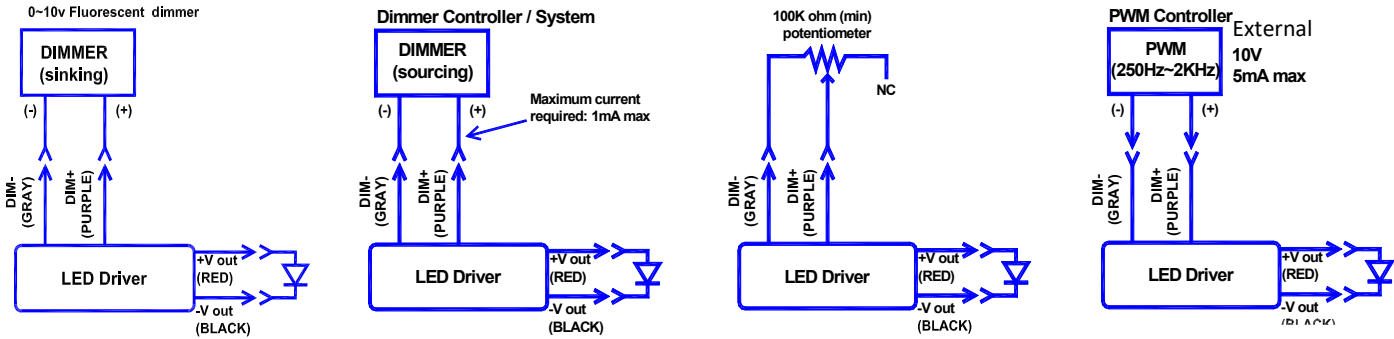 0~10v Fluorescent dimmer
DIMMER
(sinking)
(-)
(+)
DIM-
(GRAY)
DIM+
(PURPLE)
LED Driver
+V out
(RED)
-V out
(BLACK)
Dimmer Controller / System
DIMMER
(sourcing)
(-)
(+)
Maximum current
required: 1mA max
DIM-
(GRAY)
DIM+
(PURPLE)
LED Driver
+V out
(RED)
-V out
(BLACK)
100K ohm (min)
potentiometer
NC
DIM-
(GRAY)
DIM+
(PURPLE)
LED Driver
+V out
(RED)
-V out
(BLACK)
PWM Controller
External
PWM
(250Hz~2KHz)
10V
5mA max
(-)
(+)
DIM-
(GRAY)
DIM+
(PURPLE)
LED Driver
+V out
(RED)
-V out
(BLACK)